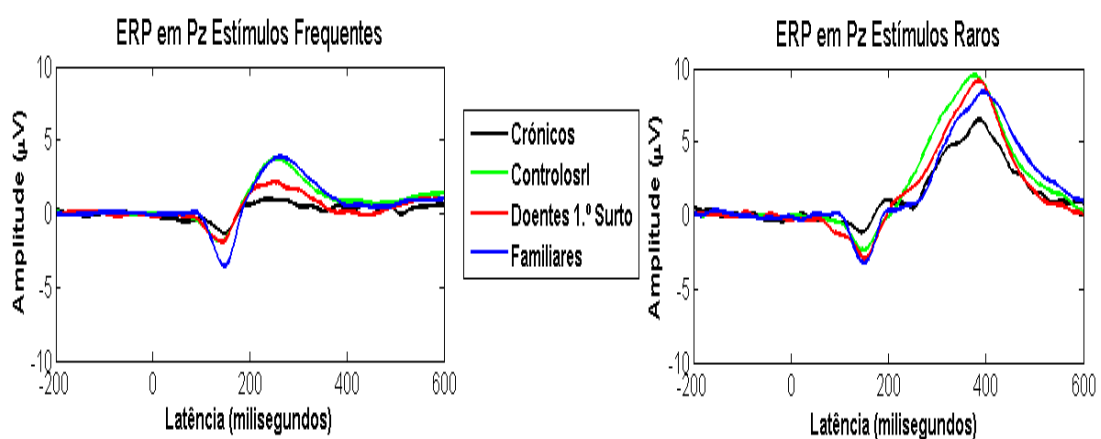 ERP em Pz Estímulos Frequentes
10
5
0
-5
-10
-200
0
200
400
600
Amplitude (µV)
Latência (milisegundos)
Crónicos
Controlosrl
Doentes 1.º Surto
Familiares
ERP em Pz Estímulos Raros
10
5
0
-5
-10
-200
0
200
400
600
Amplitude (µV)
Latência (milisegundos)